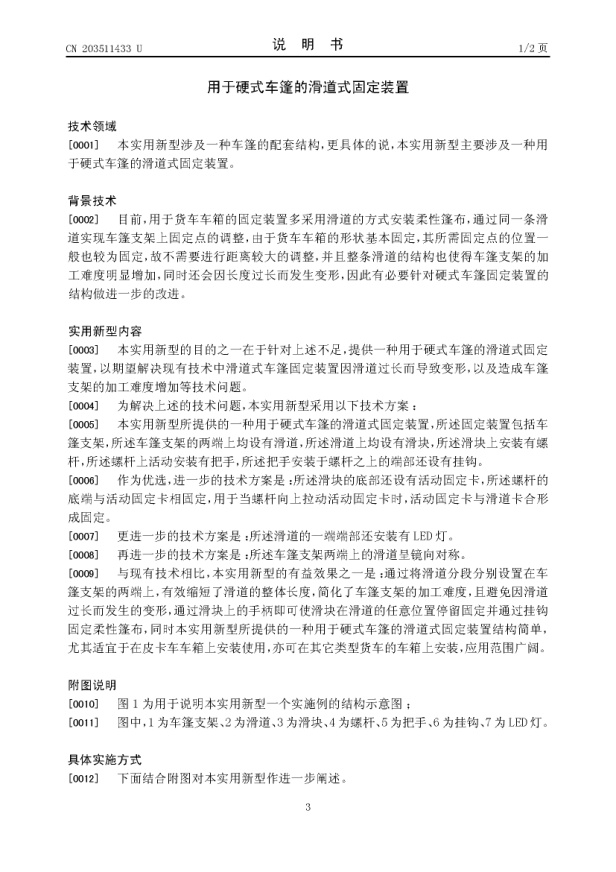 CN 203511433 U
说 明 书
1/2 页
用于硬式车篷的滑道式固定装置
技术领域
[0001] 本实用新型涉及一种车篷的配套结构,更具体的说,本实用新型主要涉及一种用
于硬式车篷的滑道式固定装置。
背景技术
[0002] 目前,用于货车车箱的固定装置多采用滑道的方式安装柔性篷布,通过同一条滑
道实现车篷支架上固定点的调整,由于货车车箱的形状基本固定,其所需固定点的位置一
般也较为固定,故不需要进行距离较大的调整,并且整条滑道的结构也使得车篷支架的加
工难度明显增加,同时还会因长度过长而发生变形,因此有必要针对硬式车篷固定装置的
结构做进一步的改进。
实用新型内容
[0003] 本实用新型的目的之一在于针对上述不足,提供一种用于硬式车篷的滑道式固定
装置,以期望解决现有技术中滑道式车篷固定装置因滑道过长而导致变形,以及造成车篷
支架的加工难度增加等技术问题。
[0004] 为解决上述的技术问题,本实用新型采用以下技术方案:
[0005] 本实用新型所提供的一种用于硬式车篷的滑道式固定装置,所述固定装置包括车
篷支架,所述车篷支架的两端上均设有滑道,所述滑道上均设有滑块,所述滑块上安装有螺
杆,所述螺杆上活动安装有把手,所述把手安装于螺杆之上的端部还设有挂钩。
[0006] 作为优选,进一步的技术方案是:所述滑块的底部还设有活动固定卡,所述螺杆的
底端与活动固定卡相固定,用于当螺杆向上拉动活动固定卡时,活动固定卡与滑道卡合形
成固定。
[0007] 更进一步的技术方案是:所述滑道的一端端部还安装有 LED 灯。
[0008] 再进一步的技术方案是:所述车篷支架两端上的滑道呈镜向对称。
[0009] 与现有技术相比,本实用新型的有益效果之一是:通过将滑道分段分别设置在车
篷支架的两端上,有效缩短了滑道的整体长度,简化了车篷支架的加工难度,且避免因滑道
过长而发生的变形,通过滑块上的手柄即可使滑块在滑道的任意位置停留固定并通过挂钩
固定柔性篷布,同时本实用新型所提供的一种用于硬式车篷的滑道式固定装置结构简单,
尤其适宜于在皮卡车车箱上安装使用,亦可在其它类型货车的车箱上安装,应用范围广阔。
附图说明
[0010] 图 1 为用于说明本实用新型一个实施例的结构示意图;
[0011] 图中,1 为车篷支架、2 为滑道、3 为滑块、4 为螺杆、5 为把手、6 为挂钩、7 为 LED 灯。
具体实施方式
[0012] 下面结合附图对本实用新型作进一步阐述。
3